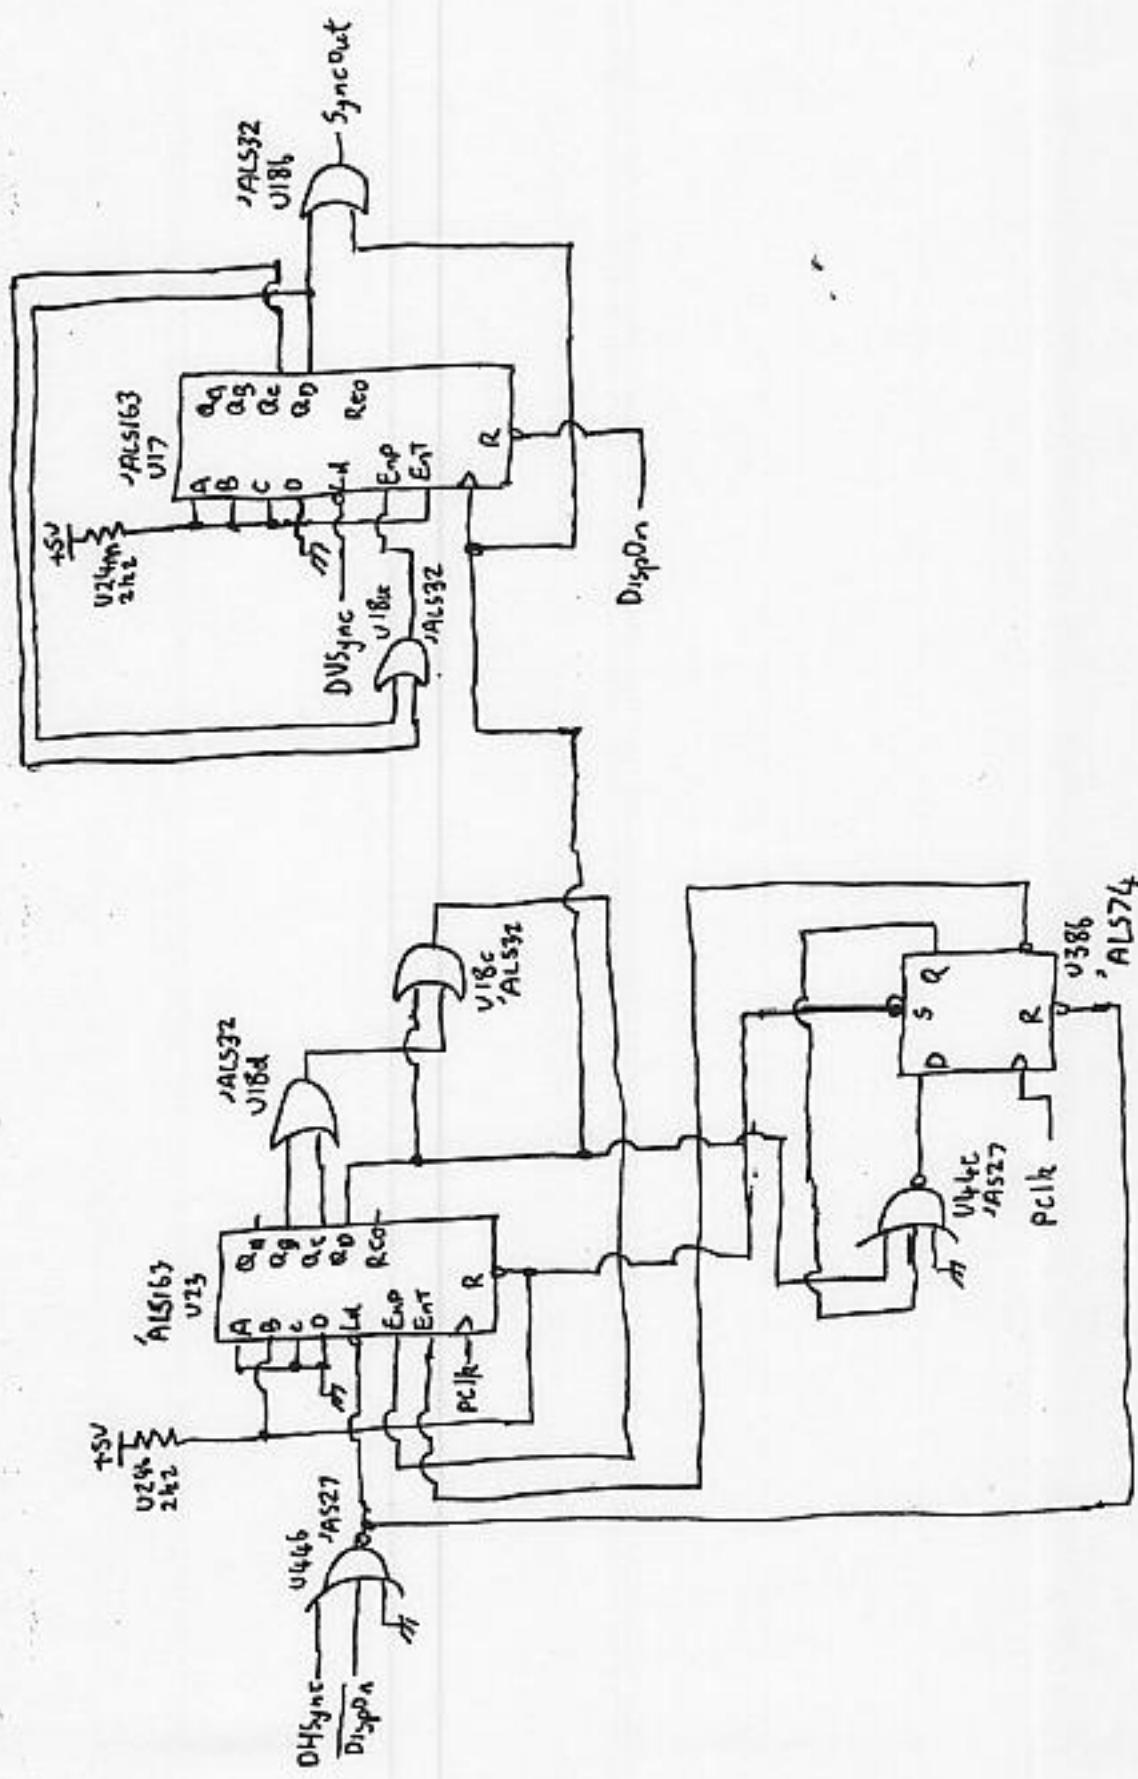 +5V
U24h
2k2
'ALS163
U23
A
B
C
D
Ld
EnP
EnT
PClk
R
QA
QB
QC
QD
RCO
DHSync
DispOn
U44b
'AS27
'ALS32
U18d
U18c
'ALS32
U44c
'AS27
PClk
D
S
Q
R
U38b
'ALS74
+5V
U24m
2k2
'ALS163
U17
A
B
C
D
Ld
EnP
EnT
R
QA
QB
QC
QD
RCO
DVSync
'ALS32
DispOn
'ALS32
U18b
SyncOut